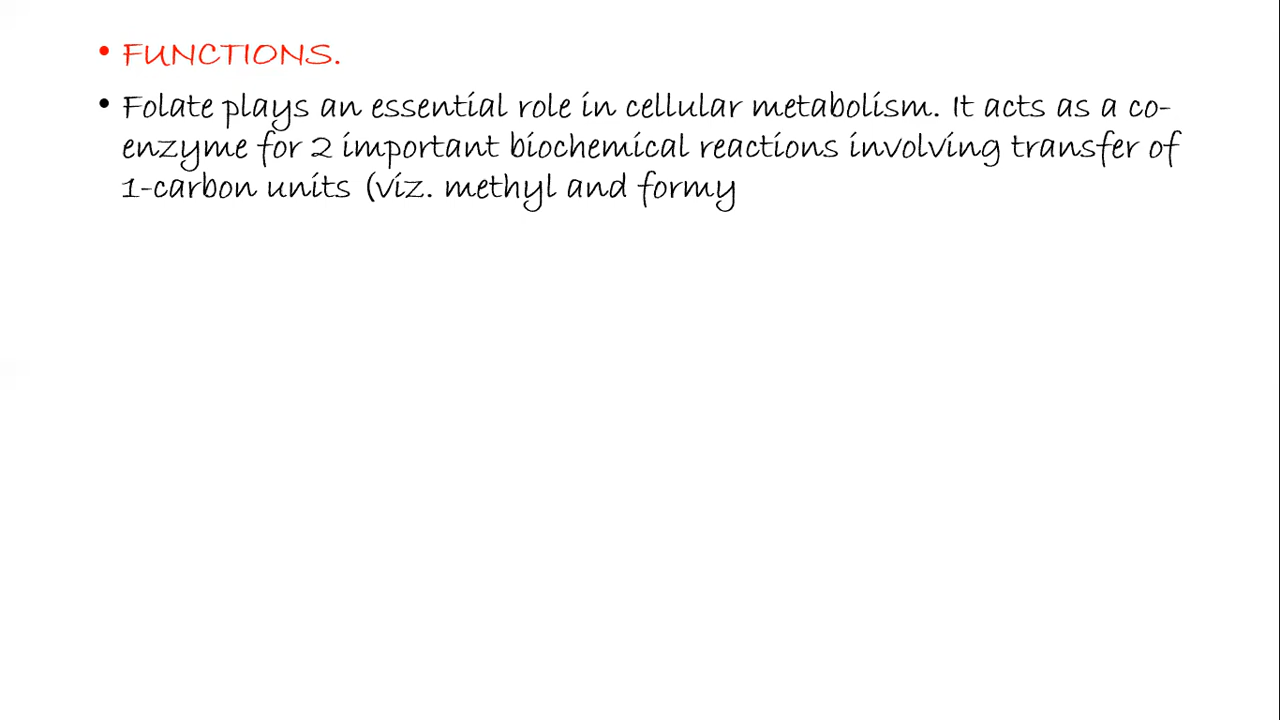 • FUNCTIONS.
• Folate plays an essential role in cellular metabolism. It acts as a co-
enzyme for 2 important biochemical reactions involving transfer of
1-carbon units (viz. methyl and formy